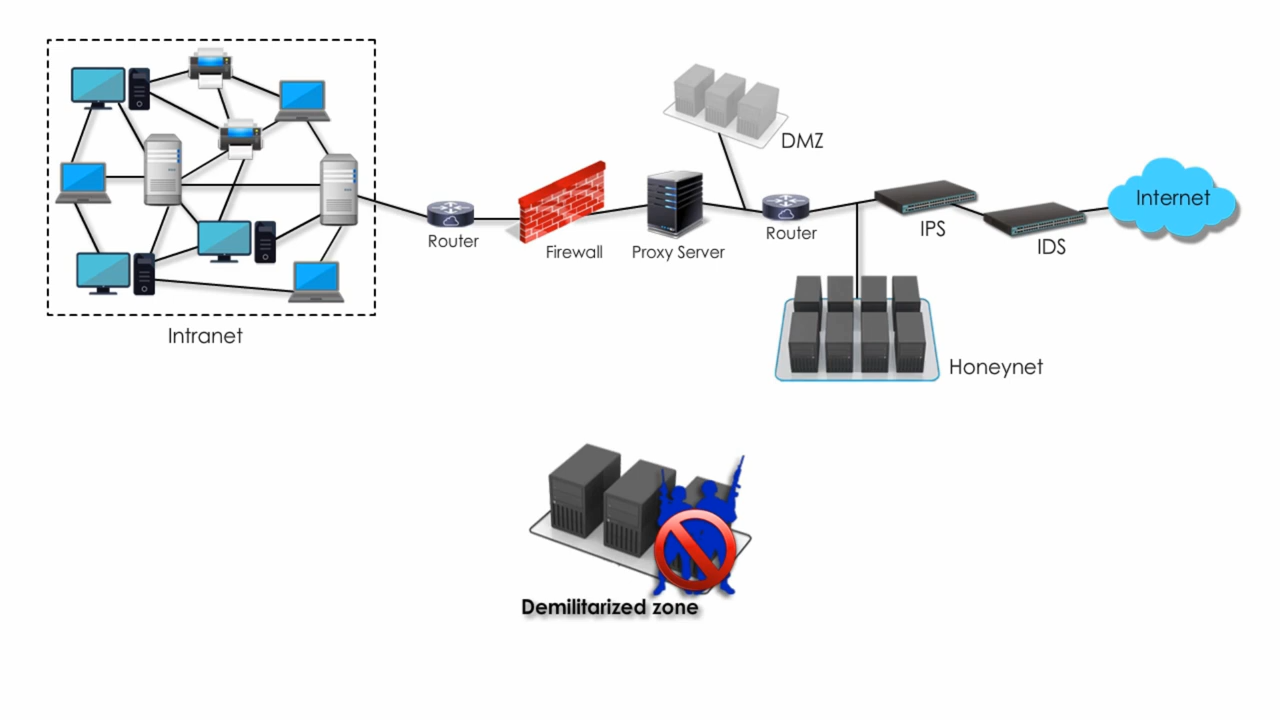 DMZ
Internet
Router
Firewall
Proxy Server
Router
IPS
IDS
Intranet
Honeynet
Demilitarized zone